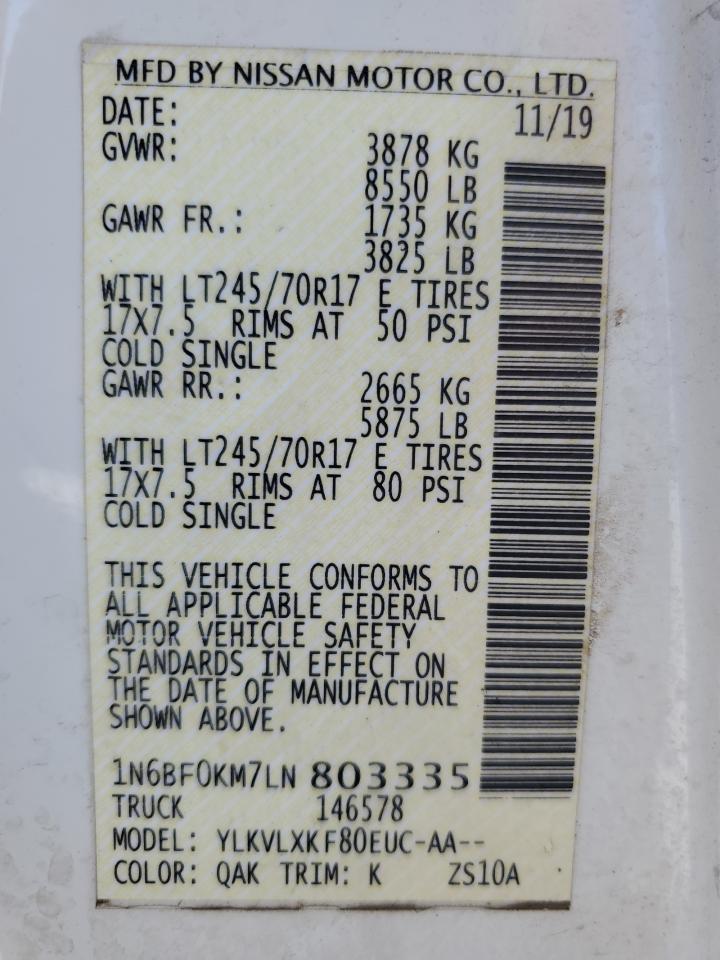 MFD BY NISSAN MOTOR CO., LTD.
DATE: 11/19
GVWR: 3878 KG
8550 LB
GAWR FR.: 1735 KG
3825 LB
WITH LT245/70R17 E TIRES
17X7.5 RIMS AT 50 PSI
COLD SINGLE
GAWR RR.: 2665 KG
5875 LB
WITH LT245/70R17 E TIRES
17X7.5 RIMS AT 80 PSI
COLD SINGLE
THIS VEHICLE CONFORMS TO
ALL APPLICABLE FEDERAL
MOTOR VEHICLE SAFETY
STANDARDS IN EFFECT ON
THE DATE OF MANUFACTURE
SHOWN ABOVE.
1N6BF0KM7LN 803335
TRUCK 146578
MODEL: YLKVLXKF80EUC-AA--
COLOR: QAK TRIM: K ZS10A